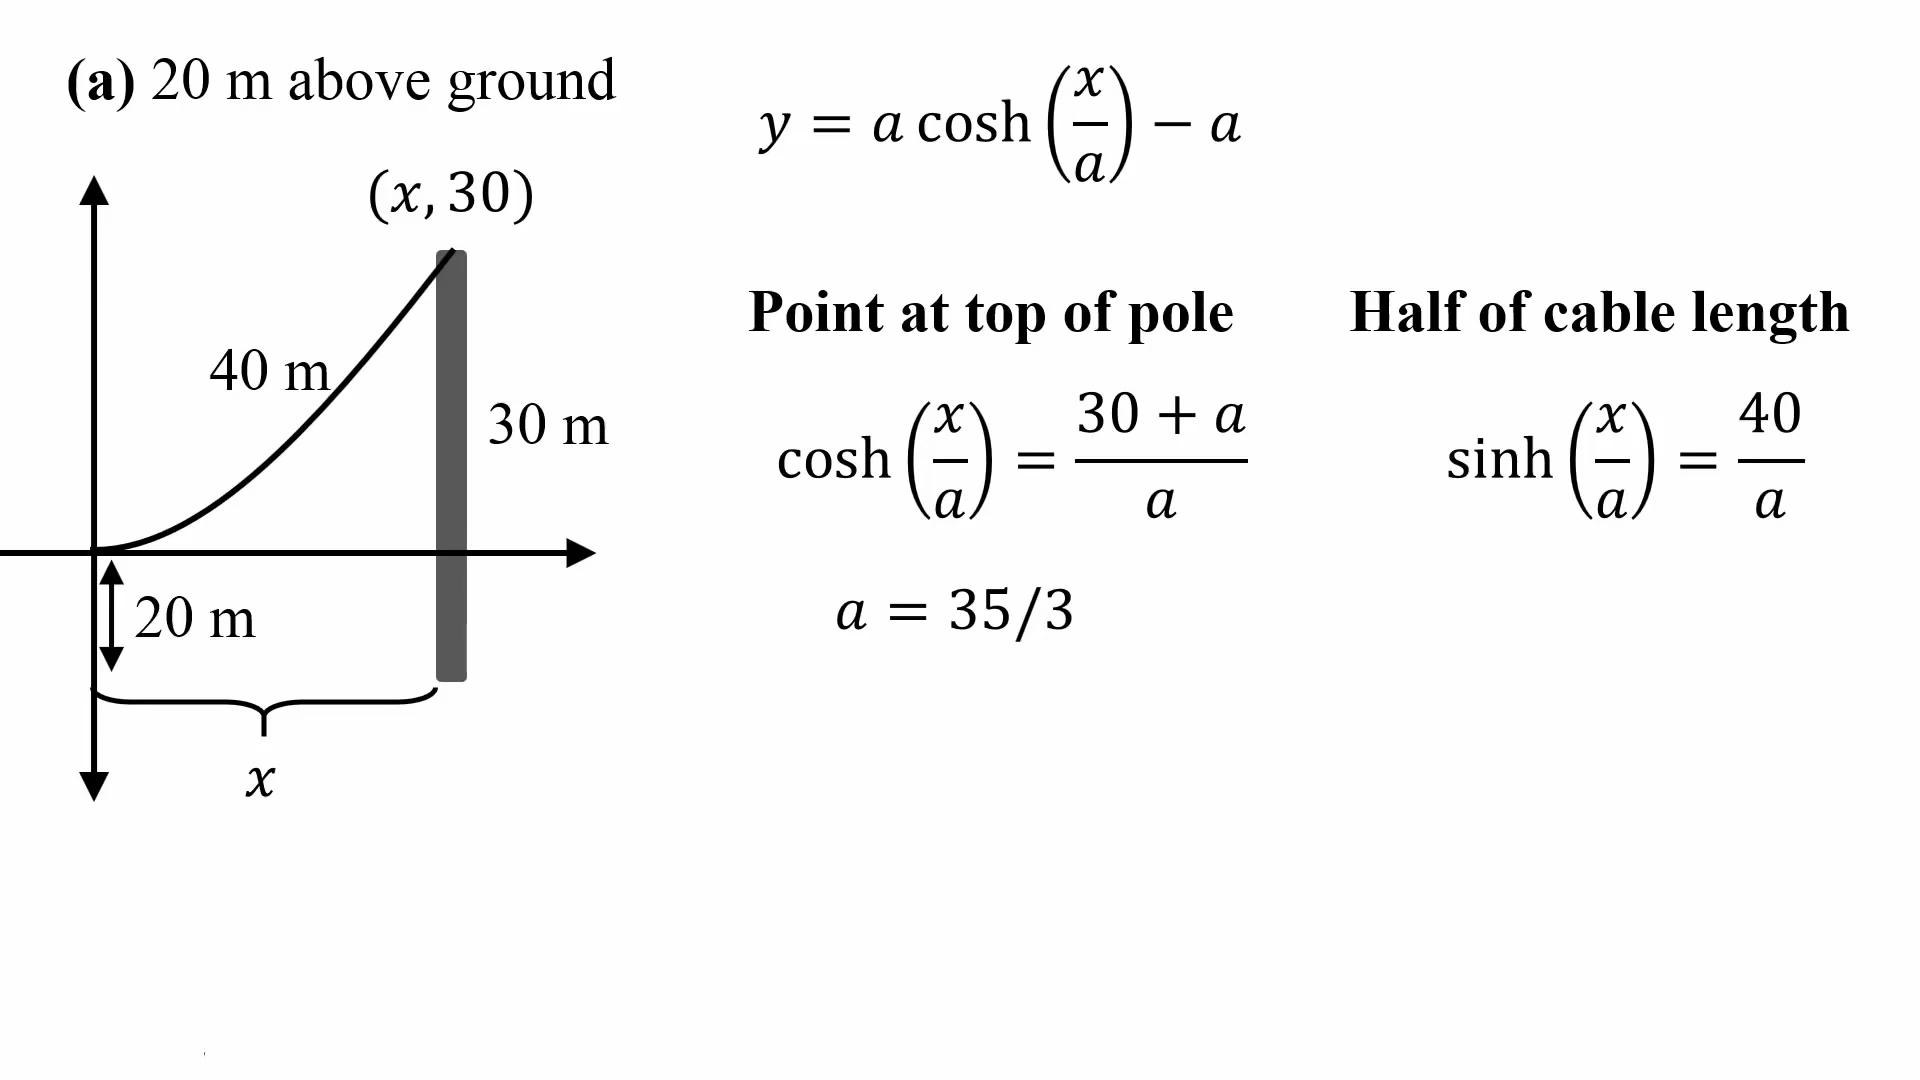 (a) 20 m above ground
y = a cosh(x/a) − a
(x, 30)
40 m
30 m
20 m
x
Point at top of pole
cosh(x/a) = (30 + a)/a
a = 35/3
Half of cable length
sinh(x/a) = 40/a